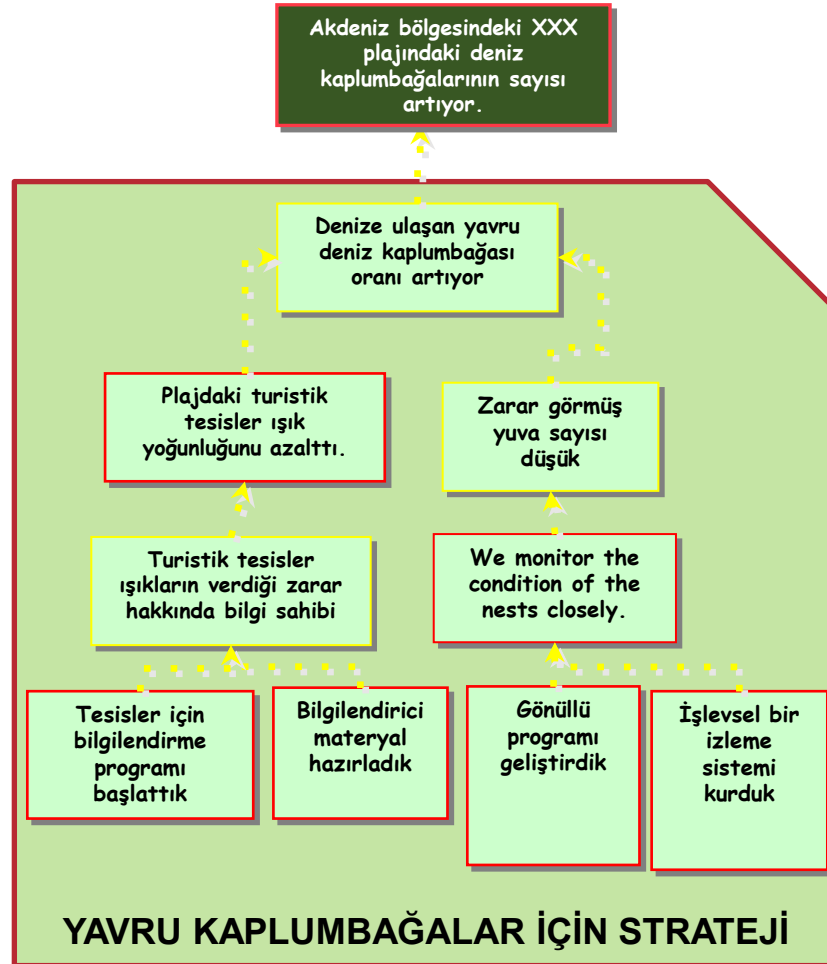 Akdeniz bölgesindeki XXX
plajındaki deniz
kaplumbağalarının sayısı
artıyor.
Denize ulaşan yavru
deniz kaplumbağası
oranı artıyor
Plajdaki turistik
tesisler ışık
yoğunluğunu azalttı.
Zarar görmüş
yuva sayısı
düşük
Turistik tesisler
ışıkların verdiği zarar
hakkında bilgi sahibi
We monitor the
condition of the
nests closely.
Tesisler için
bilgilendirme
programı
başlattık
Bilgilendirici
materyal
hazırladık
Gönüllü
programı
geliştirdik
İşlevsel bir
izleme
sistemi
kurduk
YAVRU KAPLUMBAĞALAR İÇİN STRATEJİ